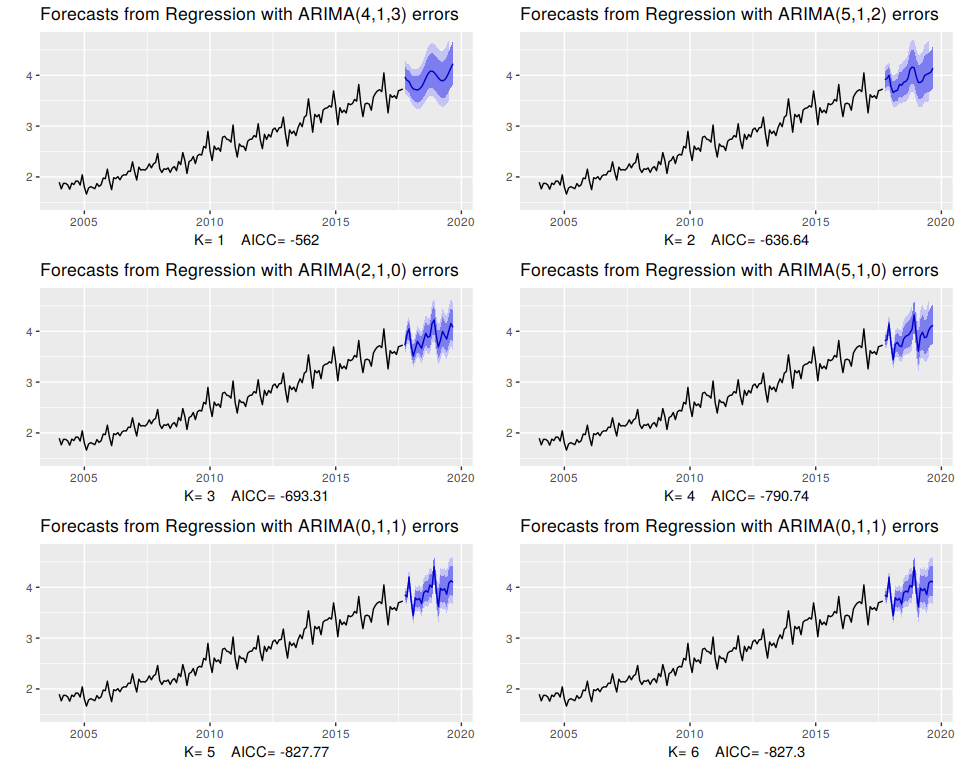 Forecasts from Regression with ARIMA(4,1,3) errors
4
3
2
2005 2010 2015 2020
K= 1 AICC= -562
Forecasts from Regression with ARIMA(5,1,2) errors
4
3
2
2005 2010 2015 2020
K= 2 AICC= -636.64
Forecasts from Regression with ARIMA(2,1,0) errors
4
3
2
2005 2010 2015 2020
K= 3 AICC= -693.31
Forecasts from Regression with ARIMA(5,1,0) errors
4
3
2
2005 2010 2015 2020
K= 4 AICC= -790.74
Forecasts from Regression with ARIMA(0,1,1) errors
4
3
2
2005 2010 2015 2020
K= 5 AICC= -827.77
Forecasts from Regression with ARIMA(0,1,1) errors
4
3
2
2005 2010 2015 2020
K= 6 AICC= -827.3